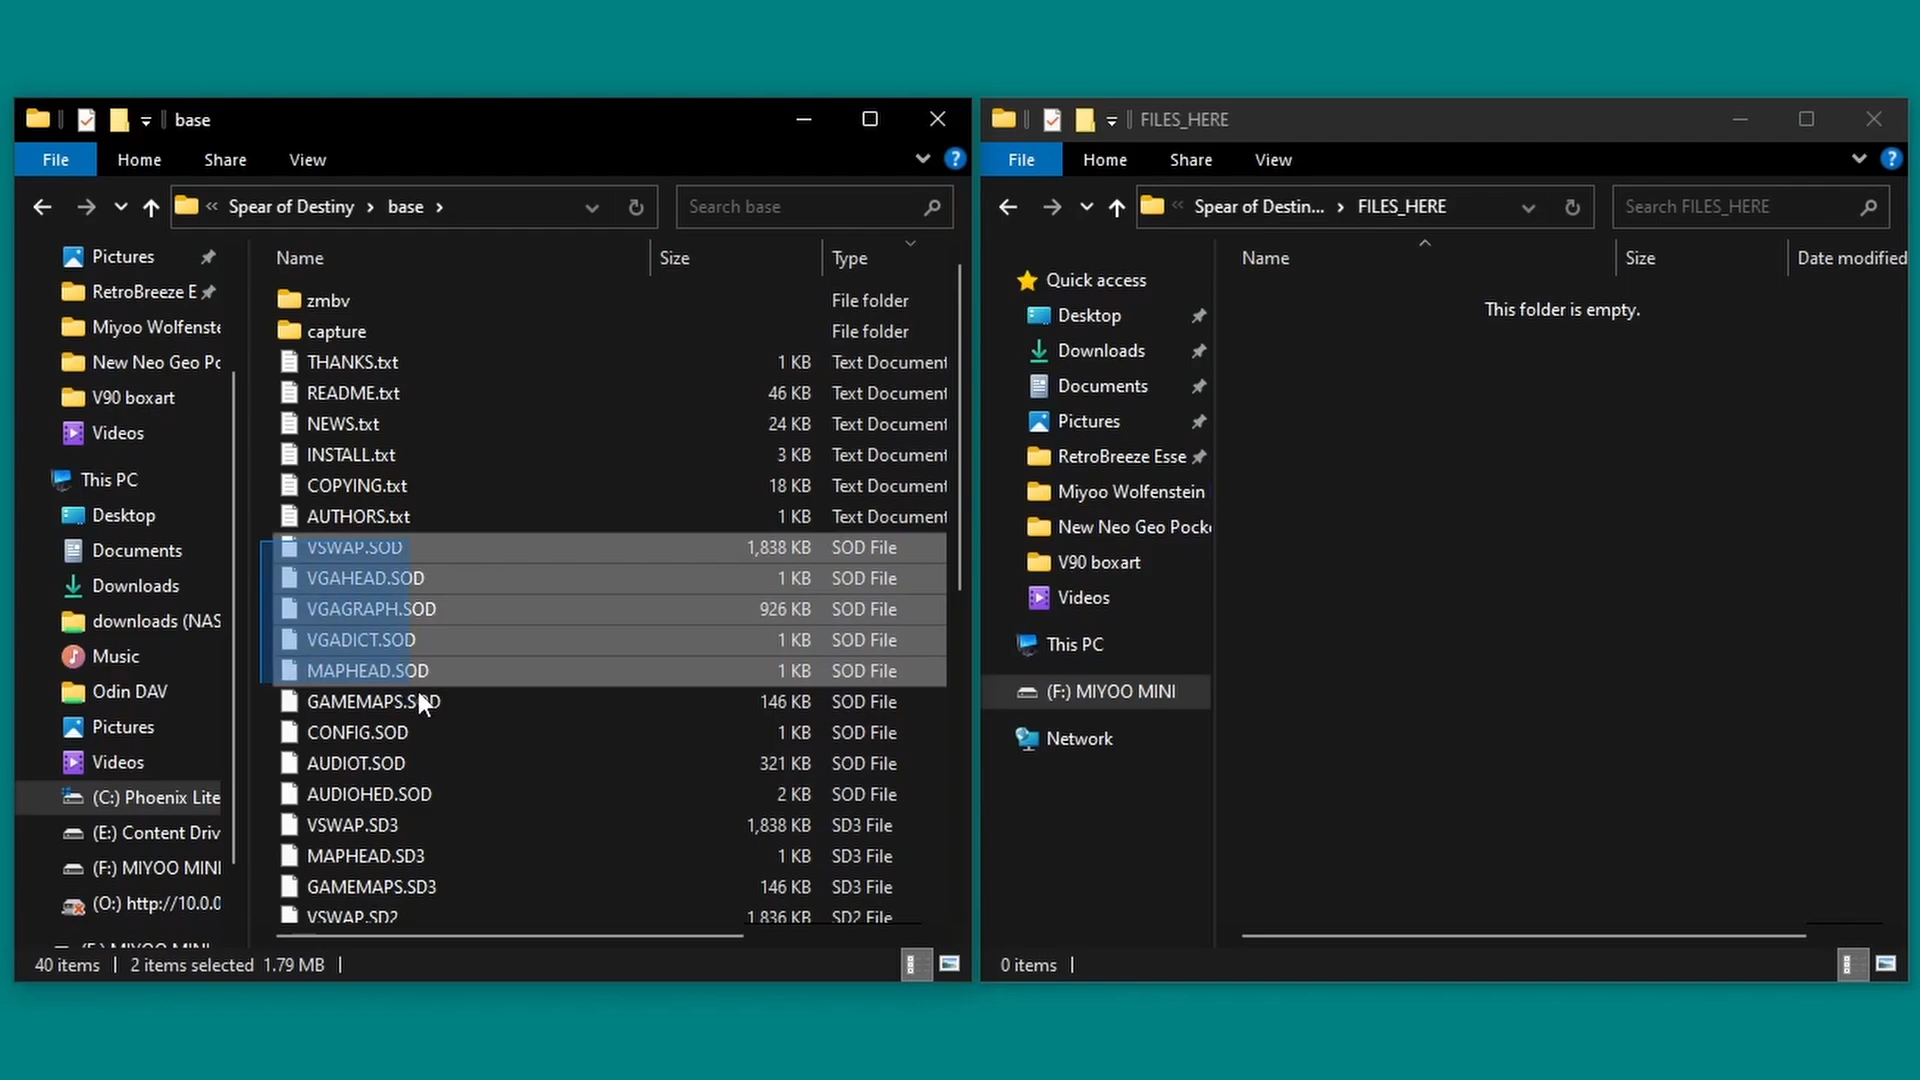 base
File
Home
Share
View
Spear of Destiny
base
Search base
Pictures
RetroBreeze E
Miyoo Wolfenste
New Neo Geo Pc
V90 boxart
Videos
This PC
Desktop
Documents
Downloads
downloads (NAS
Music
Odin DAV
Pictures
Videos
(C:) Phoenix Lite
(E:) Content Driv
(F:) MIYOO MINI
(O:) http://10.0.0
(F:) MIYOO MINI
Name Size Type
zmbv File folder
capture File folder
THANKS.txt 1 KB Text Document
README.txt 46 KB Text Document
NEWS.txt 24 KB Text Document
INSTALL.txt 3 KB Text Document
COPYING.txt 18 KB Text Document
AUTHORS.txt 1 KB Text Document
VSWAP.SOD 1,838 KB SOD File
VGAHEAD.SOD 1 KB SOD File
VGAGRAPH.SOD 926 KB SOD File
VGADICT.SOD 1 KB SOD File
MAPHEAD.SOD 1 KB SOD File
GAMEMAPS.SOD 146 KB SOD File
CONFIG.SOD 1 KB SOD File
AUDIOT.SOD 321 KB SOD File
AUDIOHED.SOD 2 KB SOD File
VSWAP.SD3 1,838 KB SD3 File
MAPHEAD.SD3 1 KB SD3 File
GAMEMAPS.SD3 146 KB SD3 File
VSWAP.SD2 1,836 KB SD2 File
40 items 2 items selected 1.79 MB
FILES_HERE
File
Home
Share
View
Spear of Destin...
FILES_HERE
Search FILES_HERE
Quick access
Desktop
Downloads
Documents
Pictures
RetroBreeze Esse
Miyoo Wolfenstein
New Neo Geo Pock
V90 boxart
Videos
This PC
(F:) MIYOO MINI
Network
Name Size Date modified
This folder is empty.
0 items